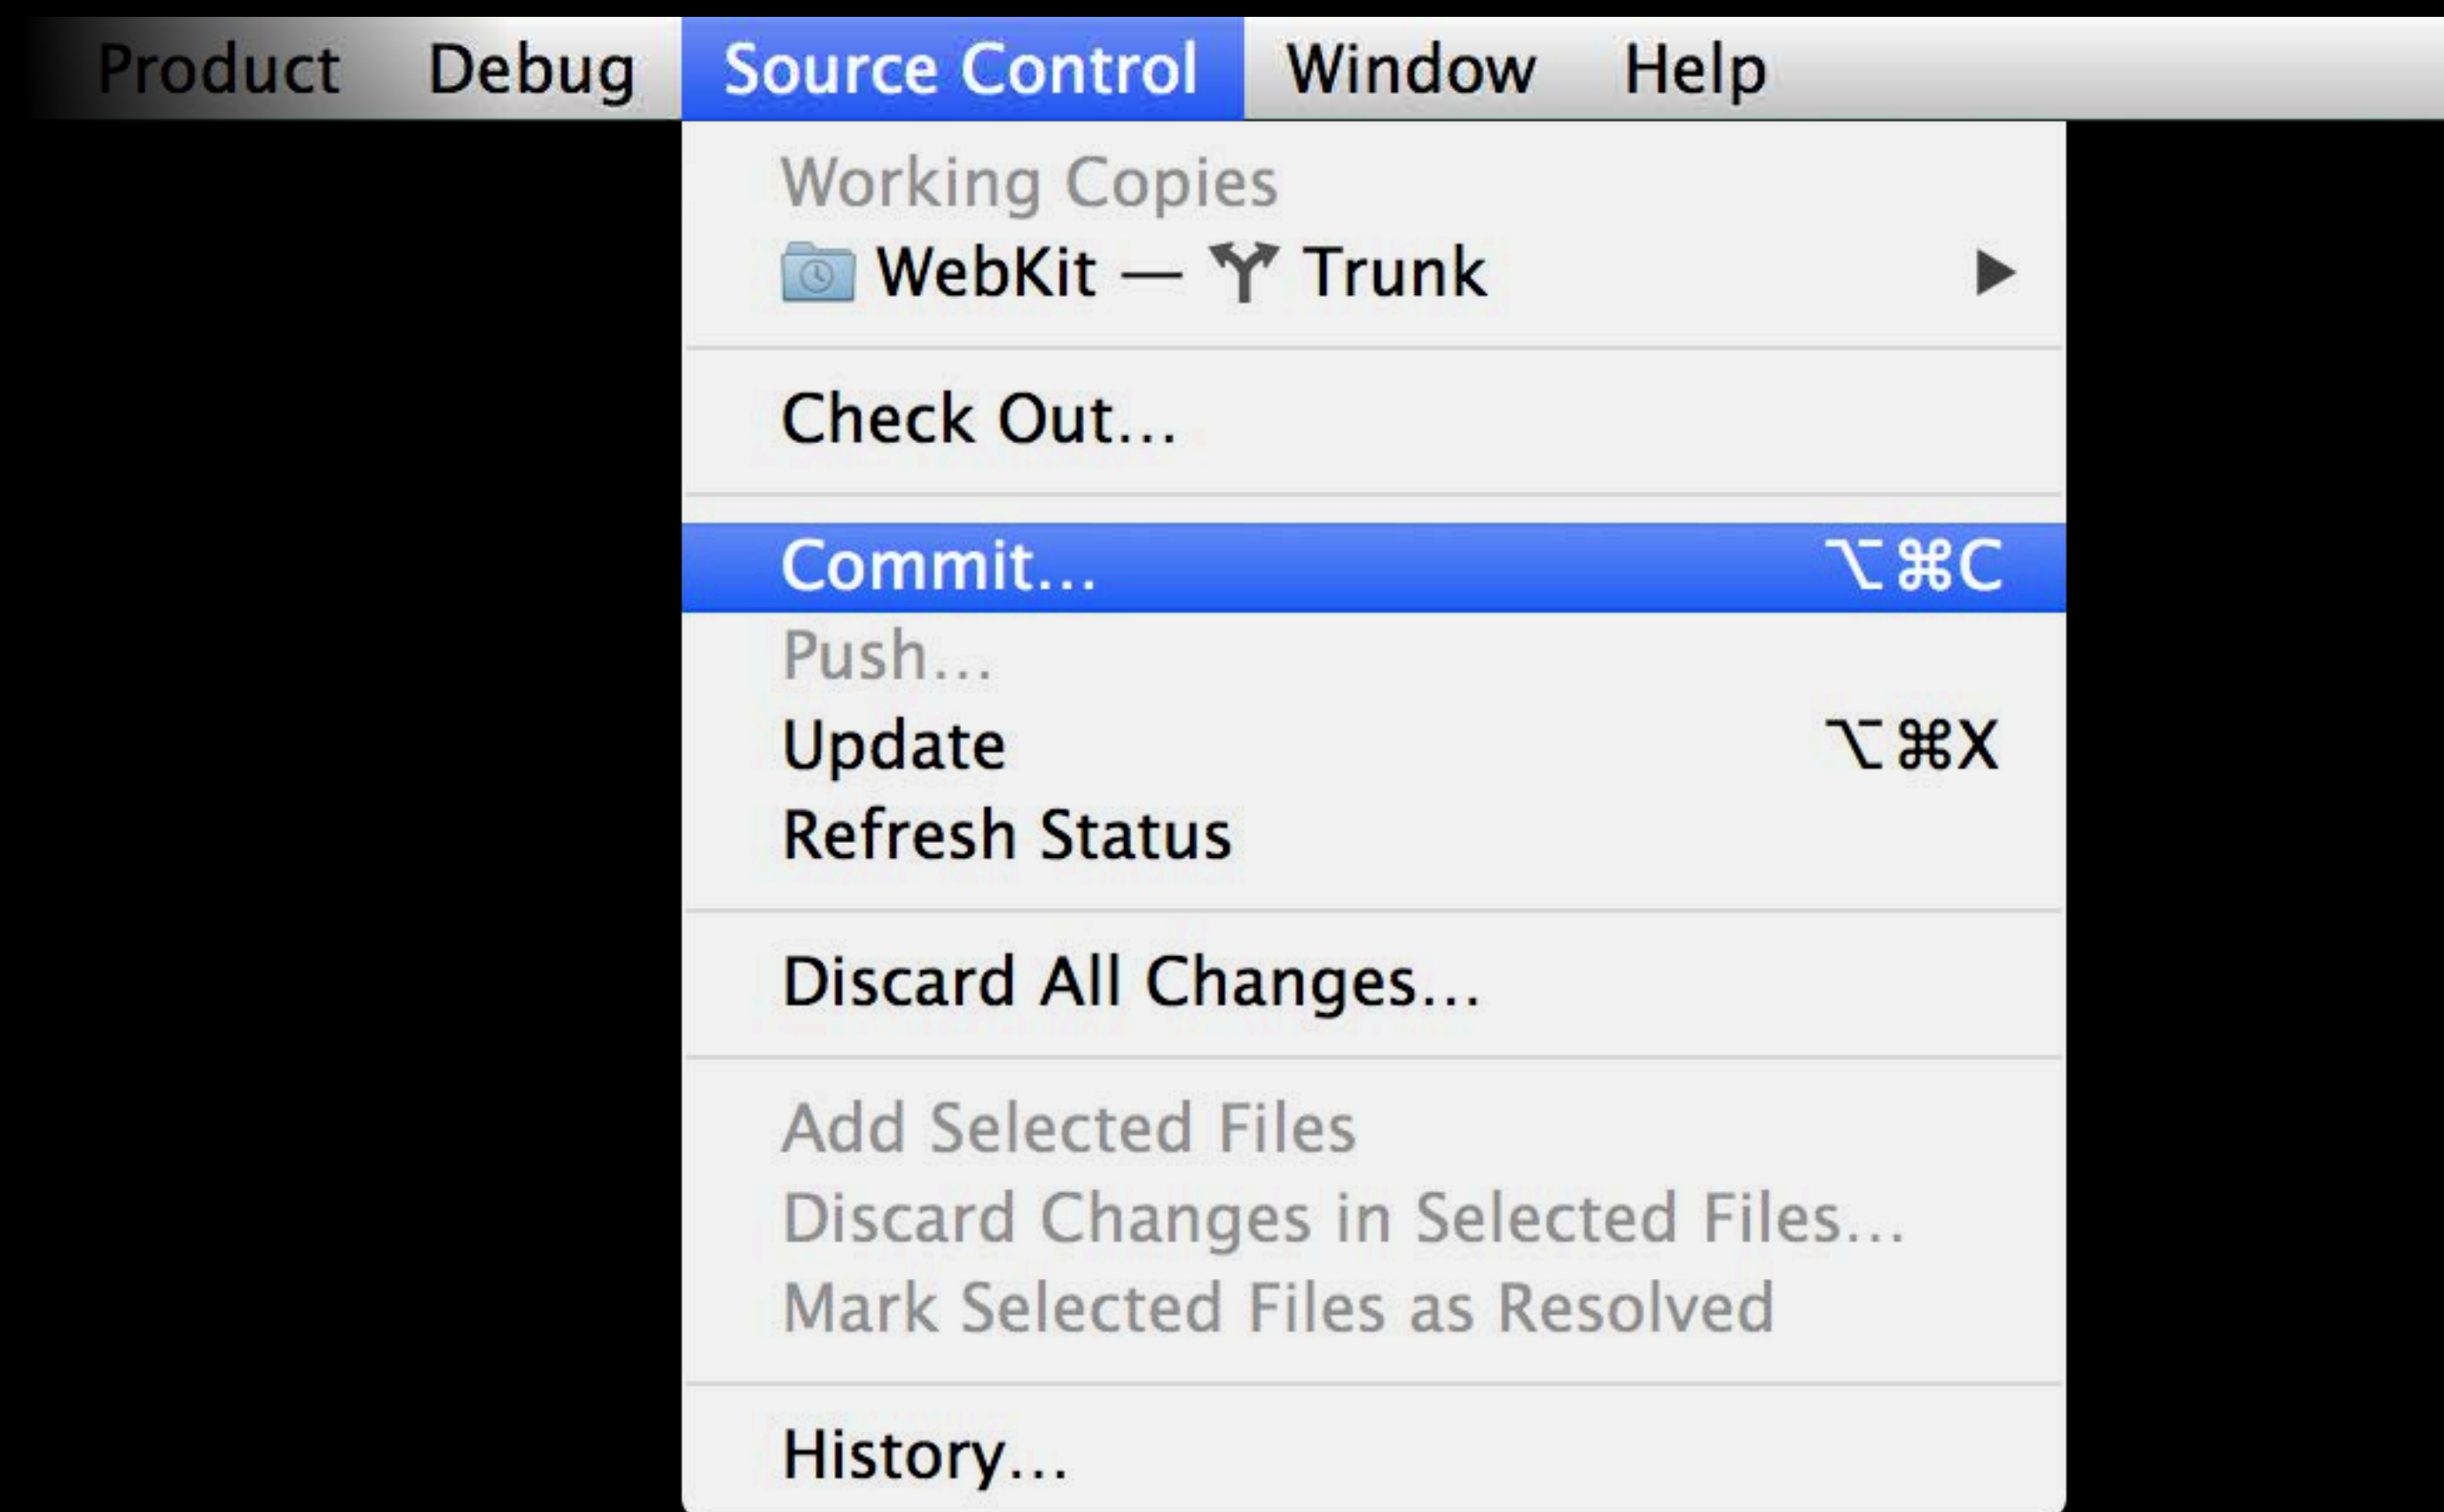 Product Debug Source Control Window Help
Working Copies
WebKit — Trunk
Check Out…
Commit… ⌥⌘C
Push…
Update ⌥⌘X
Refresh Status
Discard All Changes…
Add Selected Files
Discard Changes in Selected Files…
Mark Selected Files as Resolved
History…